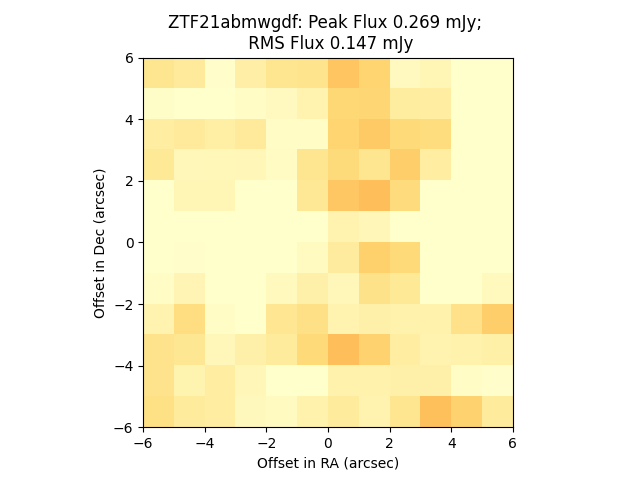 ZTF21abmwgdf: Peak Flux 0.269 mJy;
RMS Flux 0.147 mJy
6
4
2
0
−2
−4
−6
Offset in Dec (arcsec)
−6 −4 −2 0 2 4 6
Offset in RA (arcsec)